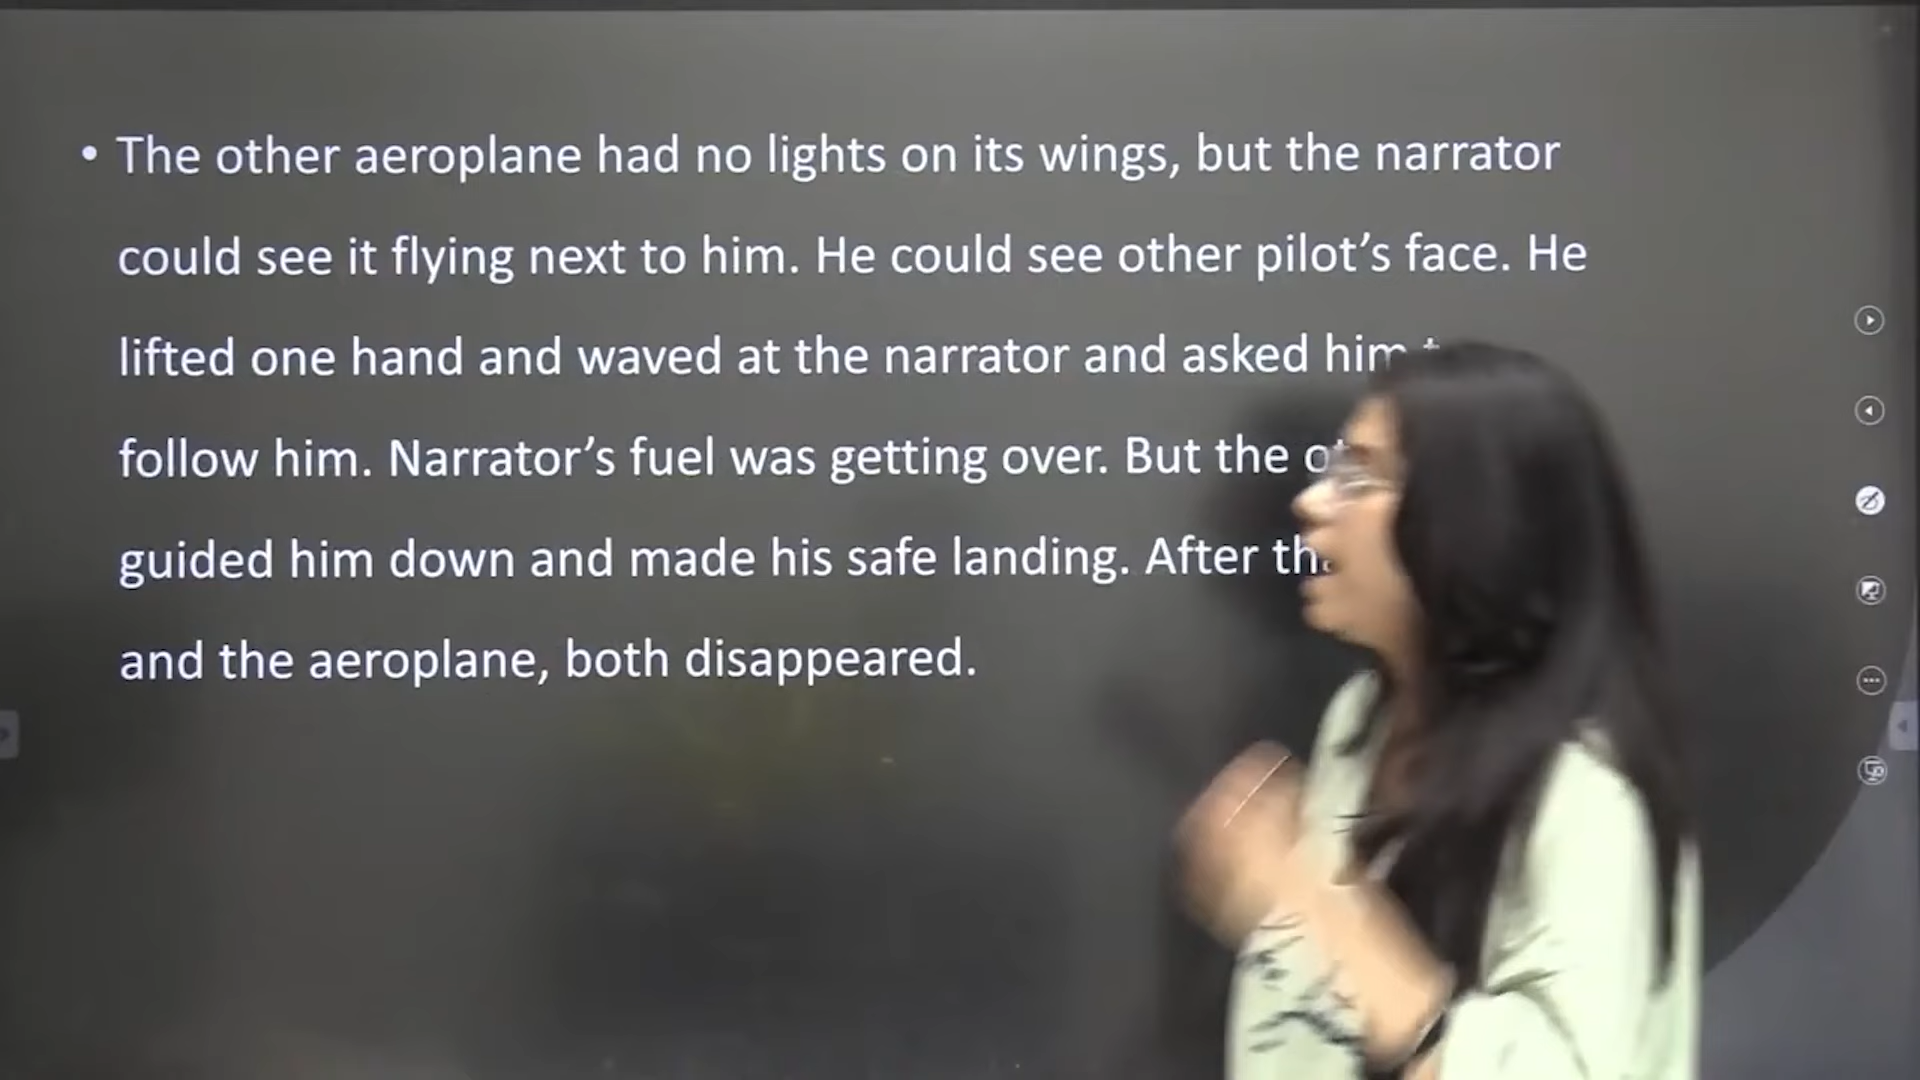 • The other aeroplane had no lights on its wings, but the narrator
could see it flying next to him. He could see other pilot’s face. He
lifted one hand and waved at the narrator and asked him
follow him. Narrator’s fuel was getting over. But the
guided him down and made his safe landing. After
and the aeroplane, both disappeared.